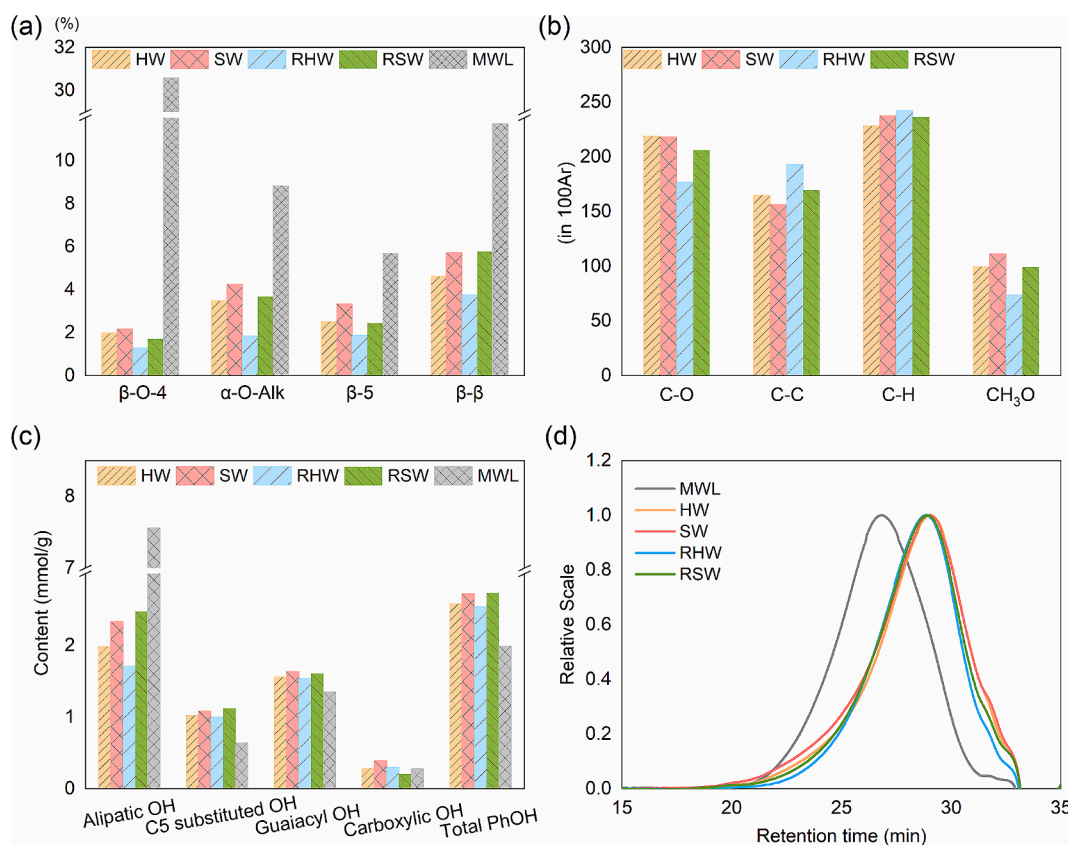 (a)
(%)
32
30
10
8
6
4
2
0
HW SW RHW RSW MWL
β-O-4 α-O-Alk β-5 β-β
(b)
300
250
200
150
100
50
0
(in 100Ar)
HW SW RHW RSW
C-O C-C C-H CH₃O
(c)
8
7
2
1
0
Content (mmol/g)
HW SW RHW RSW MWL
Alipatic OH
C5 substituted OH
Guaiacyl OH
Carboxylic OH
Total PhOH
(d)
1.2
1.0
0.8
0.6
0.4
0.2
0.0
Relative Scale
MWL
HW
SW
RHW
RSW
15 20 25 30 35
Retention time (min)